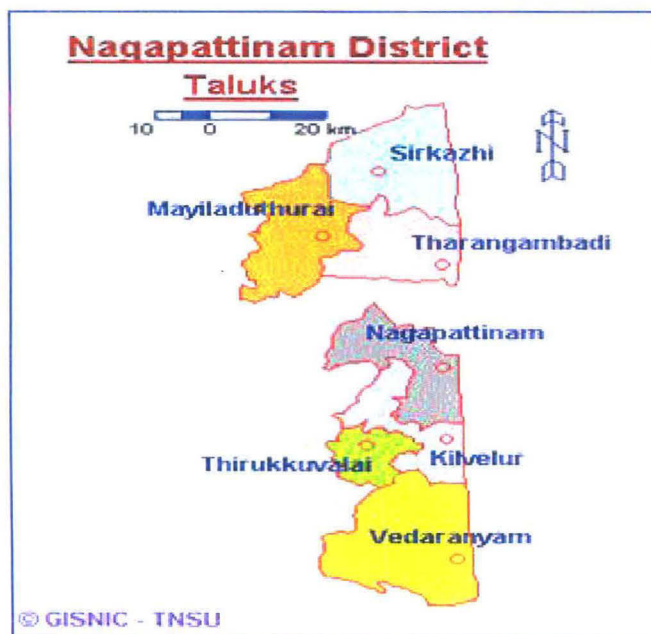 Nagapattinam District
Taluks
10 0 20 km.
N
Sirkazhi
Mayiladuthurai
Tharangambadi
Nagapattinam
Thirukkuvalai
Kilvelur
Vedaranyam
© GISNIC - TNSU